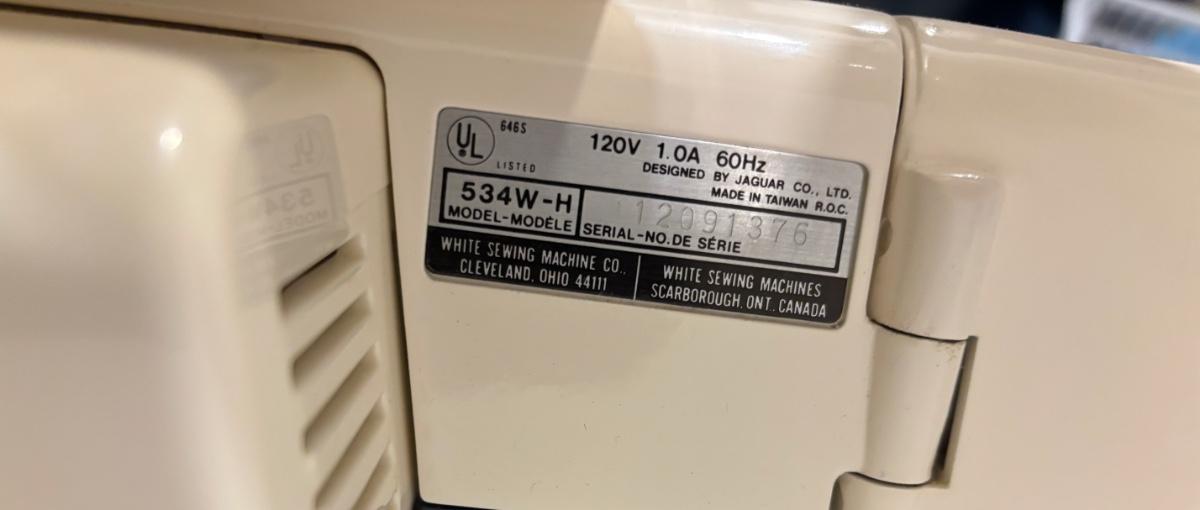 UL
646S
LISTED
120V 1.0A 60Hz
DESIGNED BY JAGUAR CO., LTD.
MADE IN TAIWAN R.O.C.
534W-H
MODEL-MODÈLE
12091376
SERIAL-NO.DE SÉRIE
WHITE SEWING MACHINE CO.,
CLEVELAND, OHIO 44111
WHITE SEWING MACHINES
SCARBOROUGH, ONT., CANADA